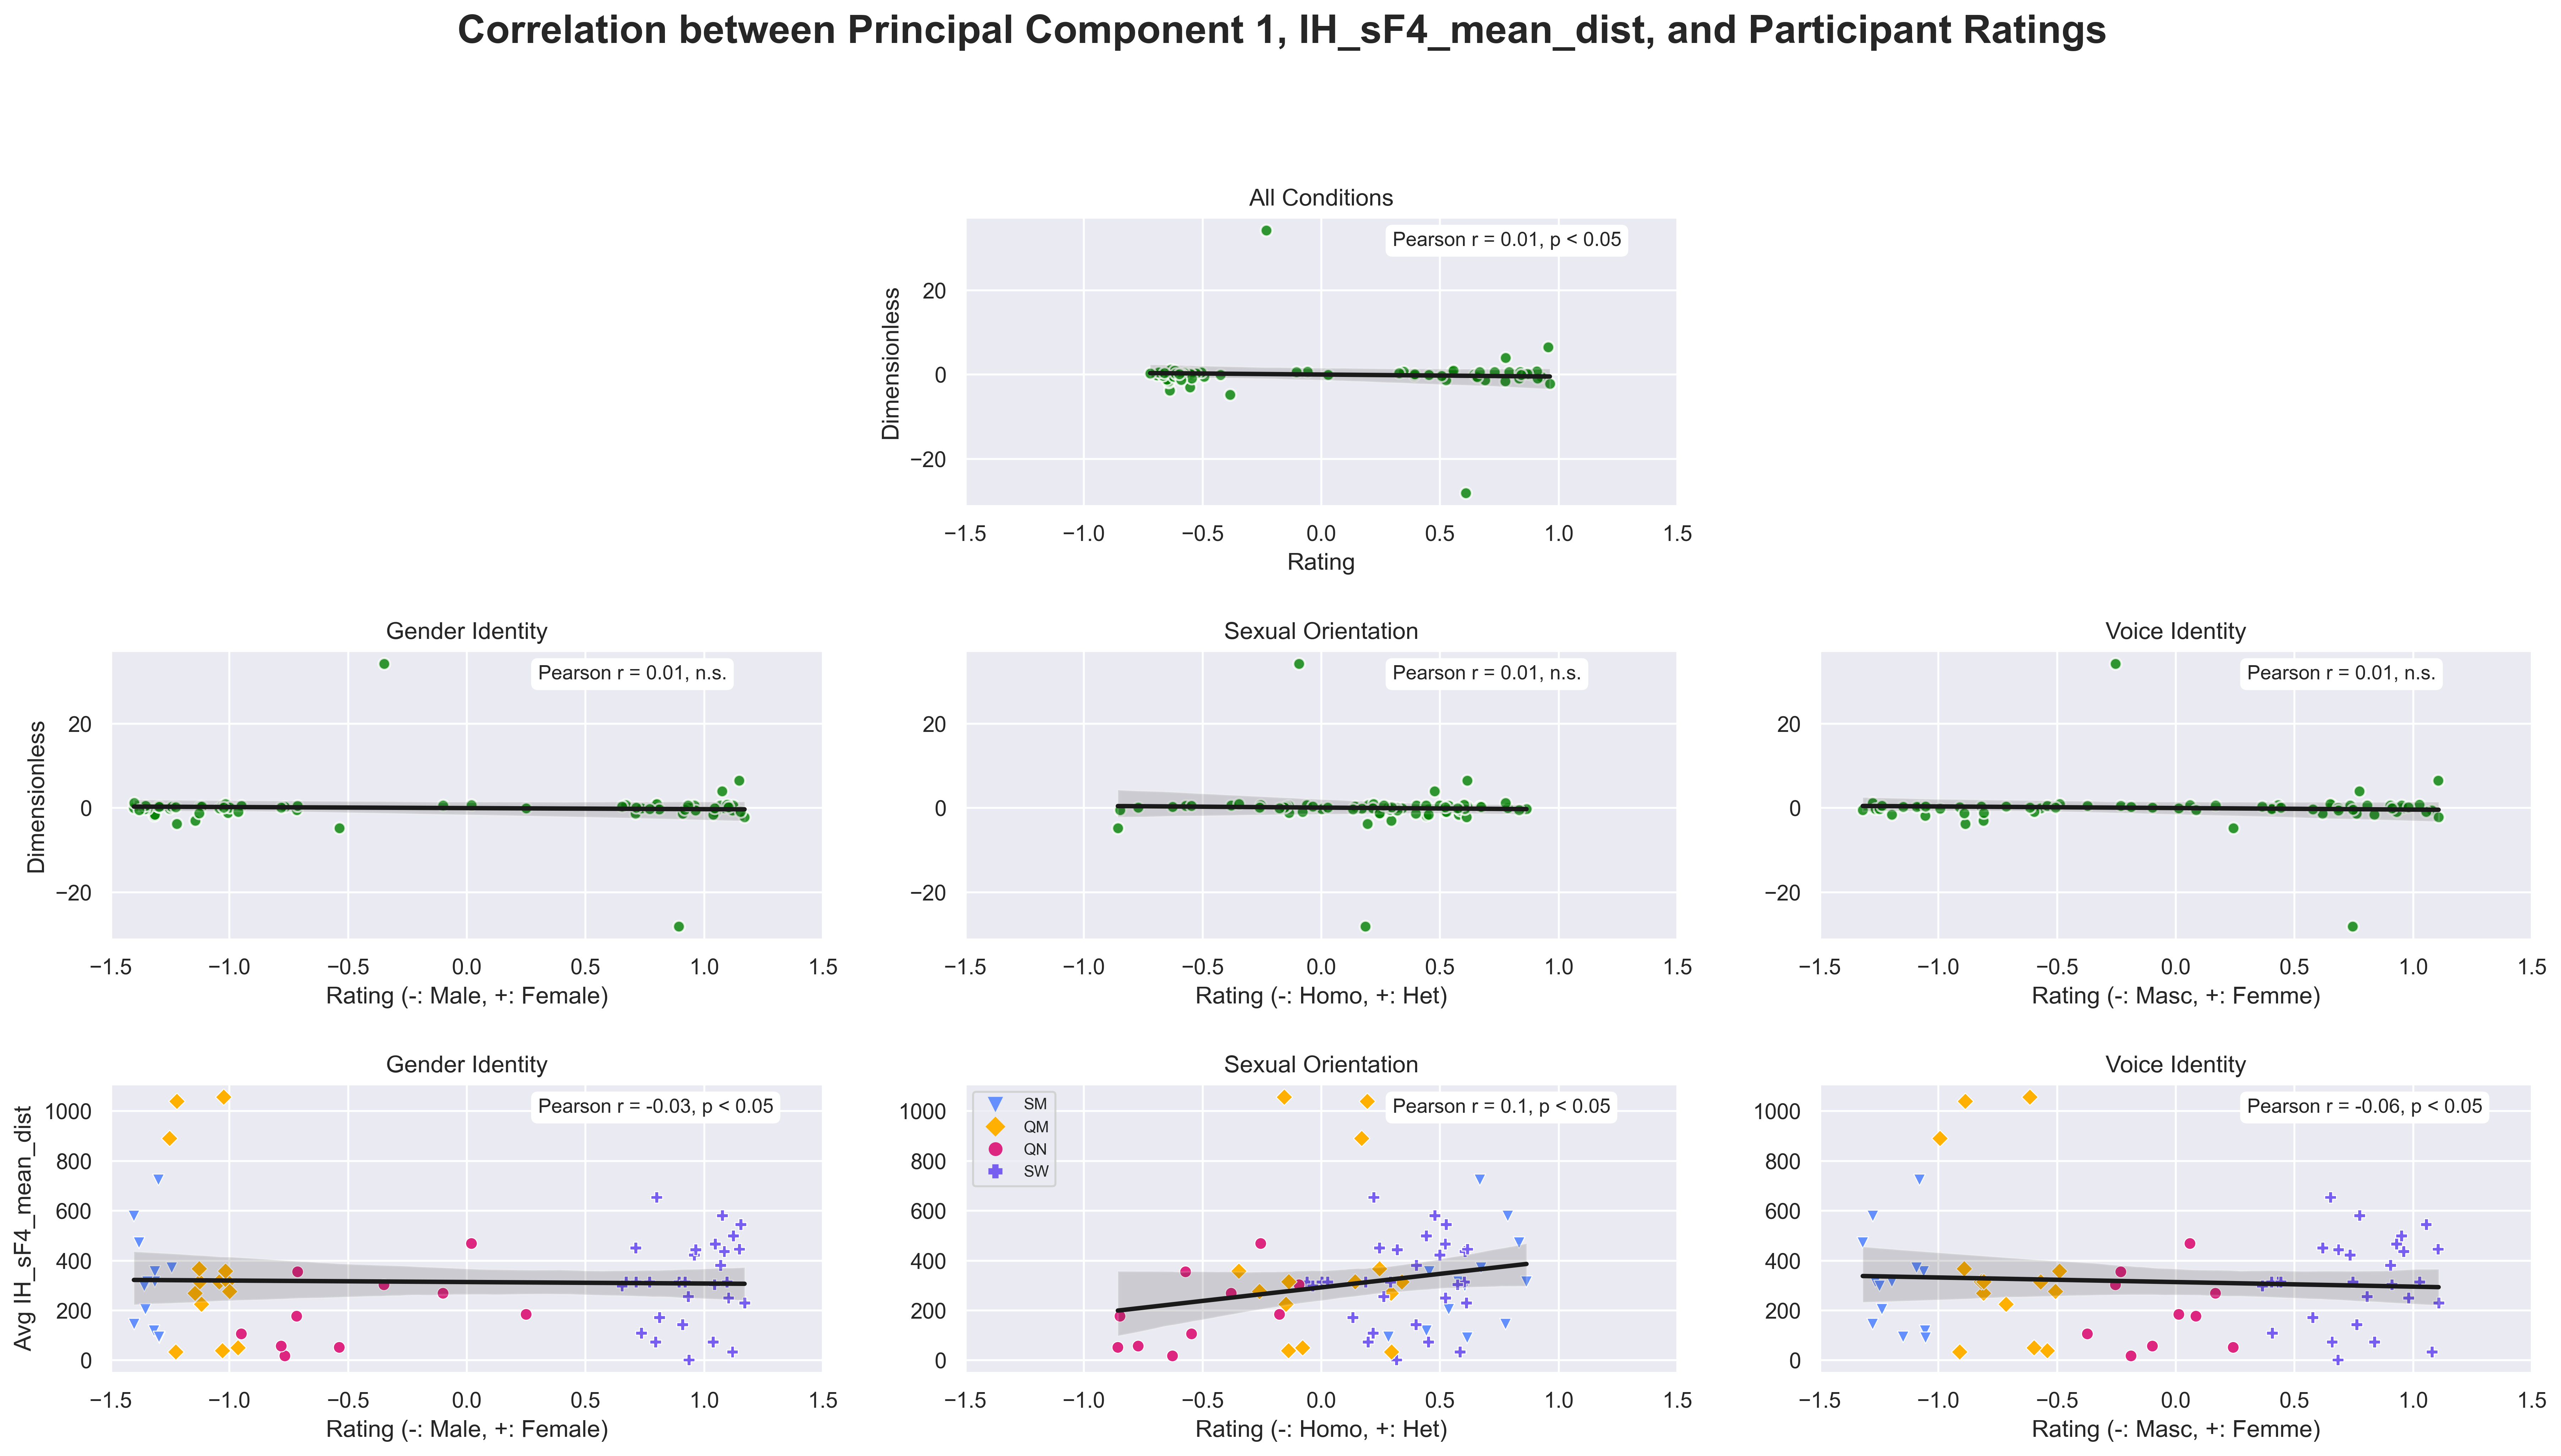 Correlation between Principal Component 1, IH_sF4_mean_dist, and Participant Ratings
All Conditions
Pearson r = 0.01, p < 0.05
Dimensionless
20
0
−20
−1.5 −1.0 −0.5 0.0 0.5 1.0 1.5
Rating
Gender Identity
Pearson r = 0.01, n.s.
Dimensionless
20
0
−20
−1.5 −1.0 −0.5 0.0 0.5 1.0 1.5
Rating (-: Male, +: Female)
Sexual Orientation
Pearson r = 0.01, n.s.
20
0
−20
−1.5 −1.0 −0.5 0.0 0.5 1.0 1.5
Rating (-: Homo, +: Het)
Voice Identity
Pearson r = 0.01, n.s.
20
0
−20
−1.5 −1.0 −0.5 0.0 0.5 1.0 1.5
Rating (-: Masc, +: Femme)
Gender Identity
Pearson r = -0.03, p < 0.05
Avg IH_sF4_mean_dist
1000
800
600
400
200
0
−1.5 −1.0 −0.5 0.0 0.5 1.0 1.5
Rating (-: Male, +: Female)
Sexual Orientation
SM
QM
QN
SW
Pearson r = 0.1, p < 0.05
1000
800
600
400
200
0
−1.5 −1.0 −0.5 0.0 0.5 1.0 1.5
Rating (-: Homo, +: Het)
Voice Identity
Pearson r = -0.06, p < 0.05
1000
800
600
400
200
0
−1.5 −1.0 −0.5 0.0 0.5 1.0 1.5
Rating (-: Masc, +: Femme)